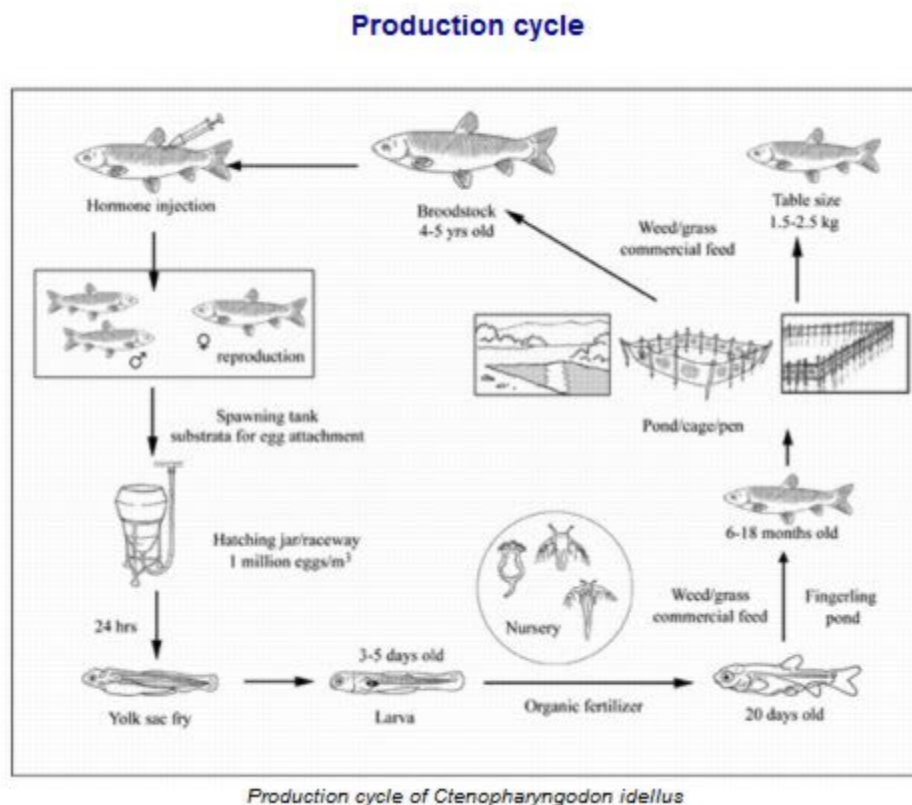 Production cycle
Hormone injection
Broodstock
4-5 yrs old
Weed/grass
commercial feed
Table size
1.5-2.5 kg
♂
♀
reproduction
Spawning tank
substrata for egg attachment
Pond/cage/pen
Hatching jar/raceway
1 million eggs/m³
6-18 months old
24 hrs
Nursery
Weed/grass
commercial feed
Fingerling
pond
3-5 days old
Yolk sac fry
Larva
Organic fertilizer
20 days old
Production cycle of Ctenopharyngodon idellus